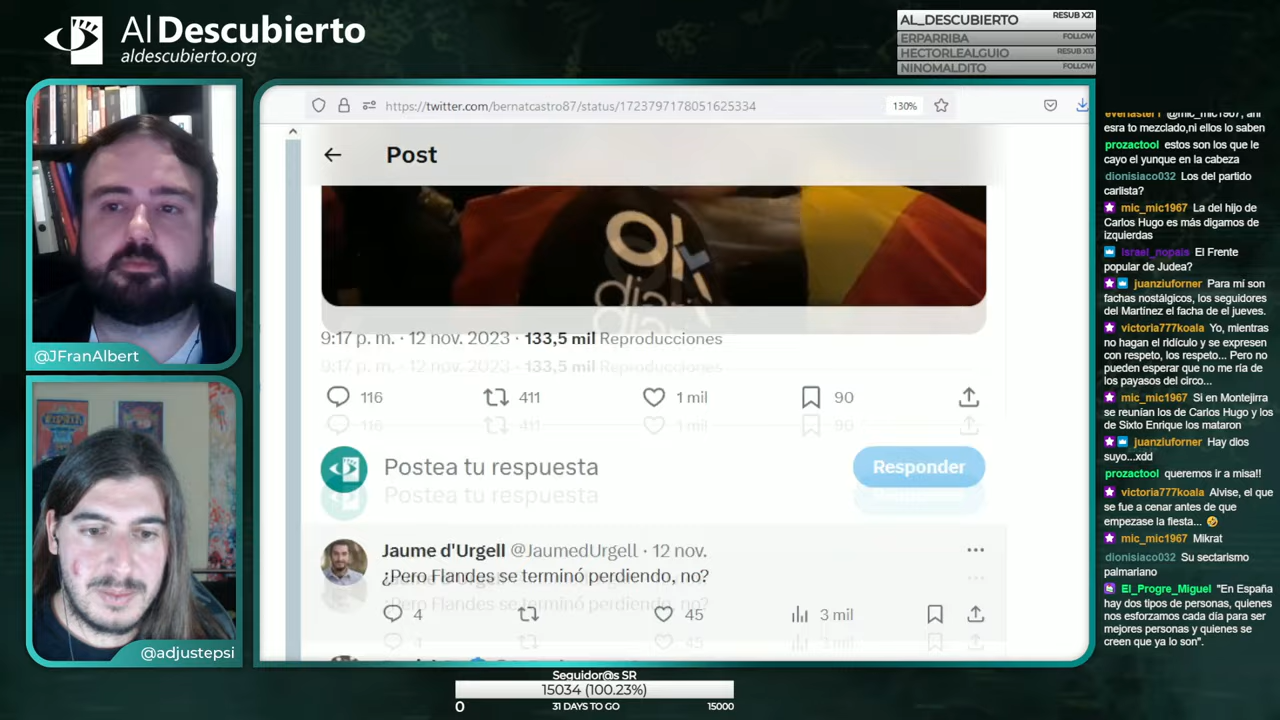 Al Descubierto
aldescubierto.org
AL_DESCUBIERTO RESUB X21
ERPARRIBA FOLLOW
HECTORLEALGUIO RESUB X13
NINOMALDITO FOLLOW
@JFranAlbert
@adjustepsi
https://twitter.com/bernatcastro87/status/1723797178051625334
130%
Post
OK
diario
9:17 p. m. · 12 nov. 2023 · 133,5 mil Reproducciones
116 411 1 mil 90
Postea tu respuesta
Responder
Jaume d'Urgell @JaumedUrgell · 12 nov.
¿Pero Flandes se terminó perdiendo, no?
4 45 3 mil
@mic_mic1967, ahi
esra to mezclado,ni ellos lo saben
prozactool estos son los que le
cayo el yunque en la cabeza
dionisiaco032 Los del partido
carlista?
mic_mic1967 La del hijo de
Carlos Hugo es más digamos de
izquierdas
israel_nopais El Frente
popular de Judea?
juanziuforner Para mí son
fachas nostálgicos, los seguidores
del Martínez el facha de el jueves.
victoria777koala Yo, mientras
no hagan el ridículo y se expresen
con respeto, los respeto... Pero no
pueden esperar que no me ría de
los payasos del circo...
mic_mic1967 Si en Montejirra
se reunían los de Carlos Hugo y los
de Sixto Enrique los mataron
juanziuforner Hay dios
suyo...xdd
prozactool queremos ir a misa!!
victoria777koala Alvise, el que
se fue a cenar antes de que
empezase la fiesta... 🤣
mic_mic1967 Mikrat
dionisiaco032 Su sectarismo
palmariano
El_Progre_Miguel "En España
hay dos tipos de personas, quienes
nos esforzamos cada día para ser
mejores personas y quienes se
creen que ya lo son".
Seguidor@s SR
15034 (100.23%)
0 31 DAYS TO GO 15000